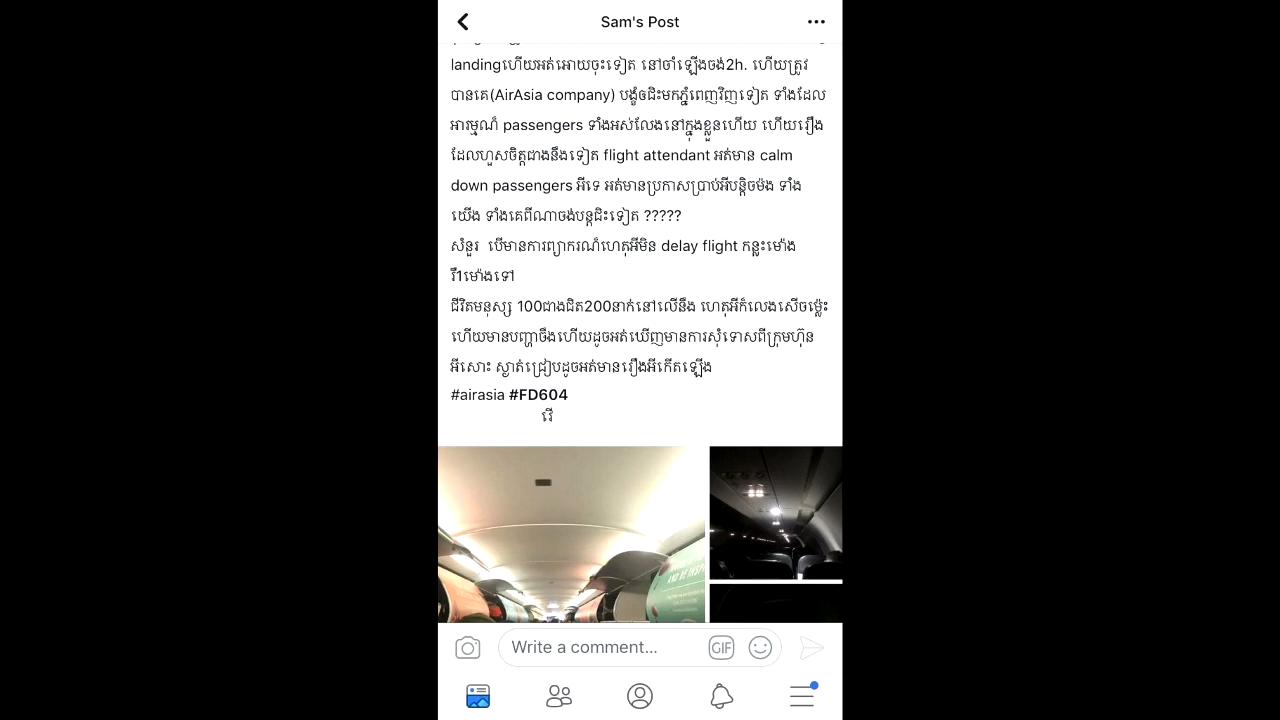 Sam's Post
landingហើយអត់អោយចុះទៀត នៅចាំឡើងចង់2h. ហើយត្រូវ
បានគេ(AirAsia company) បង្ខំឲជិះមកភ្នំពេញវិញទៀត ទាំងដែល
អារម្មណ៏ passengers ទាំងអស់លែងនៅក្នុងខ្លួនហើយ ហើយរឿង
ដែលហួសចិត្តជាងនឹងទៀត flight attendant អត់មាន calm
down passengers អីទេ អត់មានប្រកាសប្រាប់អីបន្តិចម៉ង ទាំង
យើង ទាំងគេពីណាចង់បន្តជិះទៀត ?????
សំនួរ បើមានការព្យាករណ៏ហេតុអីមិន delay flight កន្លះម៉ោង
រឺ1ម៉ោងទៅ
ជីវិតមនុស្ស 100ជាងជិត200នាក់នៅលើនឹង ហេតុអីក៏លេងសើចម្ល៉េះ
ហើយមានបញ្ហាចឹងហើយដូចអត់ឃើញមានការសុំទោសពីក្រុមហ៊ុន
អីសោះ ស្ងាត់ជ្រៀបដូចអត់មានរឿងអីកើតឡើង
#airasia #FD604
វើ
AND BE INSPI
Write a comment...
GIF